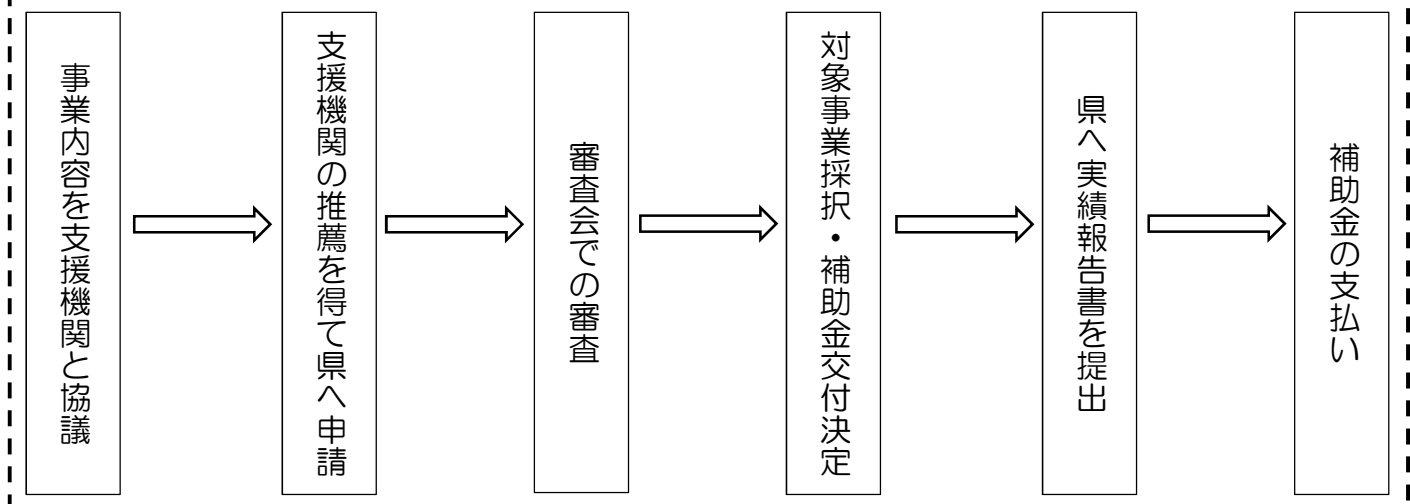 事業内容を支援機関と協議
支援機関の推薦を得て県へ申請
審査会での審査
対象事業採択・補助金交付決定
県へ実績報告書を提出
補助金の支払い